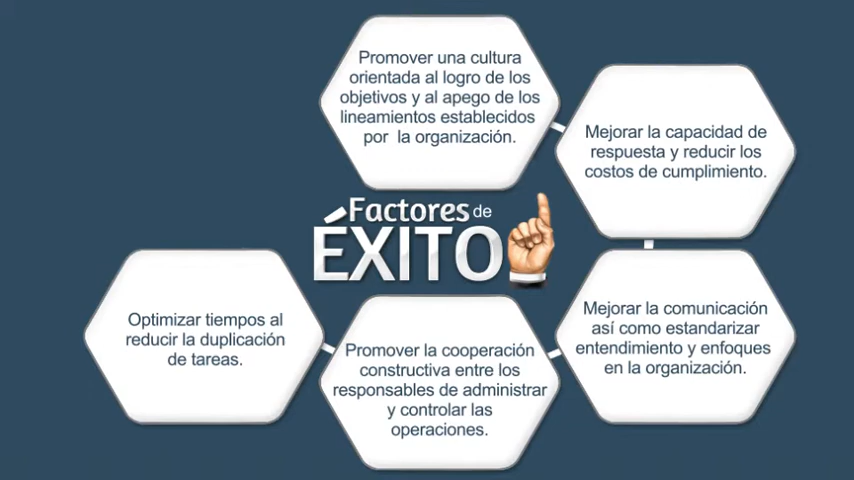 Promover una cultura
orientada al logro de los
objetivos y al apego de los
lineamientos establecidos
por la organización.
Mejorar la capacidad de
respuesta y reducir los
costos de cumplimiento.
Factores de
ÉXITO
Mejorar la comunicación
así como estandarizar
entendimiento y enfoques
en la organización.
Promover la cooperación
constructiva entre los
responsables de administrar
y controlar las
operaciones.
Optimizar tiempos al
reducir la duplicación
de tareas.